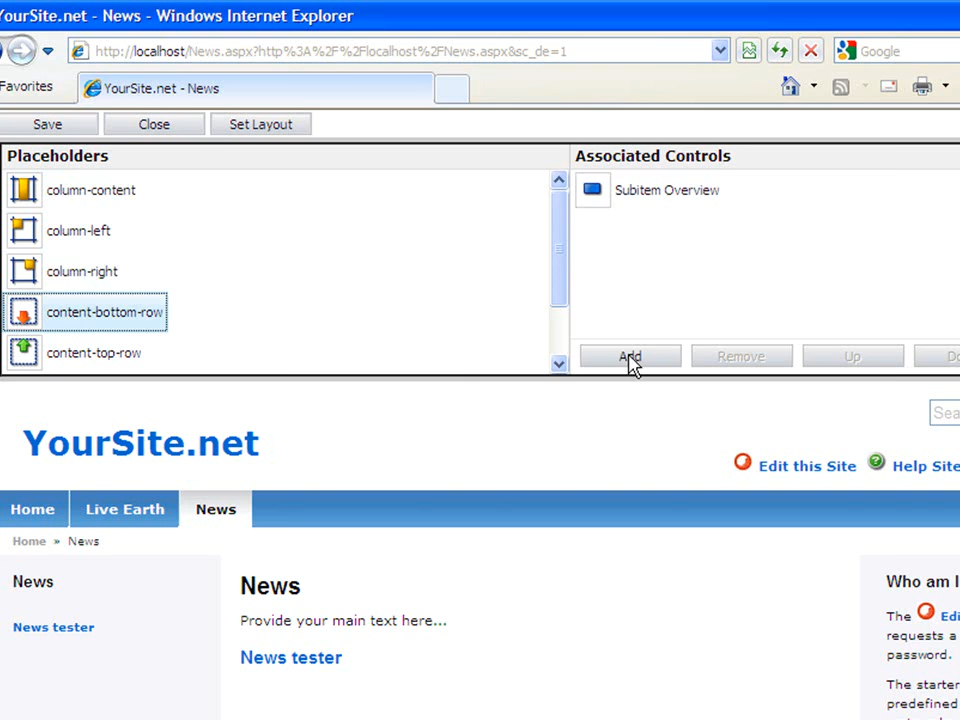 YourSite.net - News - Windows Internet Explorer
http://localhost/News.aspx?http%3A%2F%2Flocalhost%2FNews.aspx&sc_de=1
Google
Favorites
YourSite.net - News
Save
Close
Set Layout
Placeholders
column-content
column-left
column-right
content-bottom-row
content-top-row
Associated Controls
Subitem Overview
Add
Remove
Up
Do
Sea
YourSite.net
Edit this Site
Help Site
Home
Live Earth
News
Home » News
News
News tester
News
Provide your main text here...
News tester
Who am I
The Edi
requests a
password.
The starter
predefined